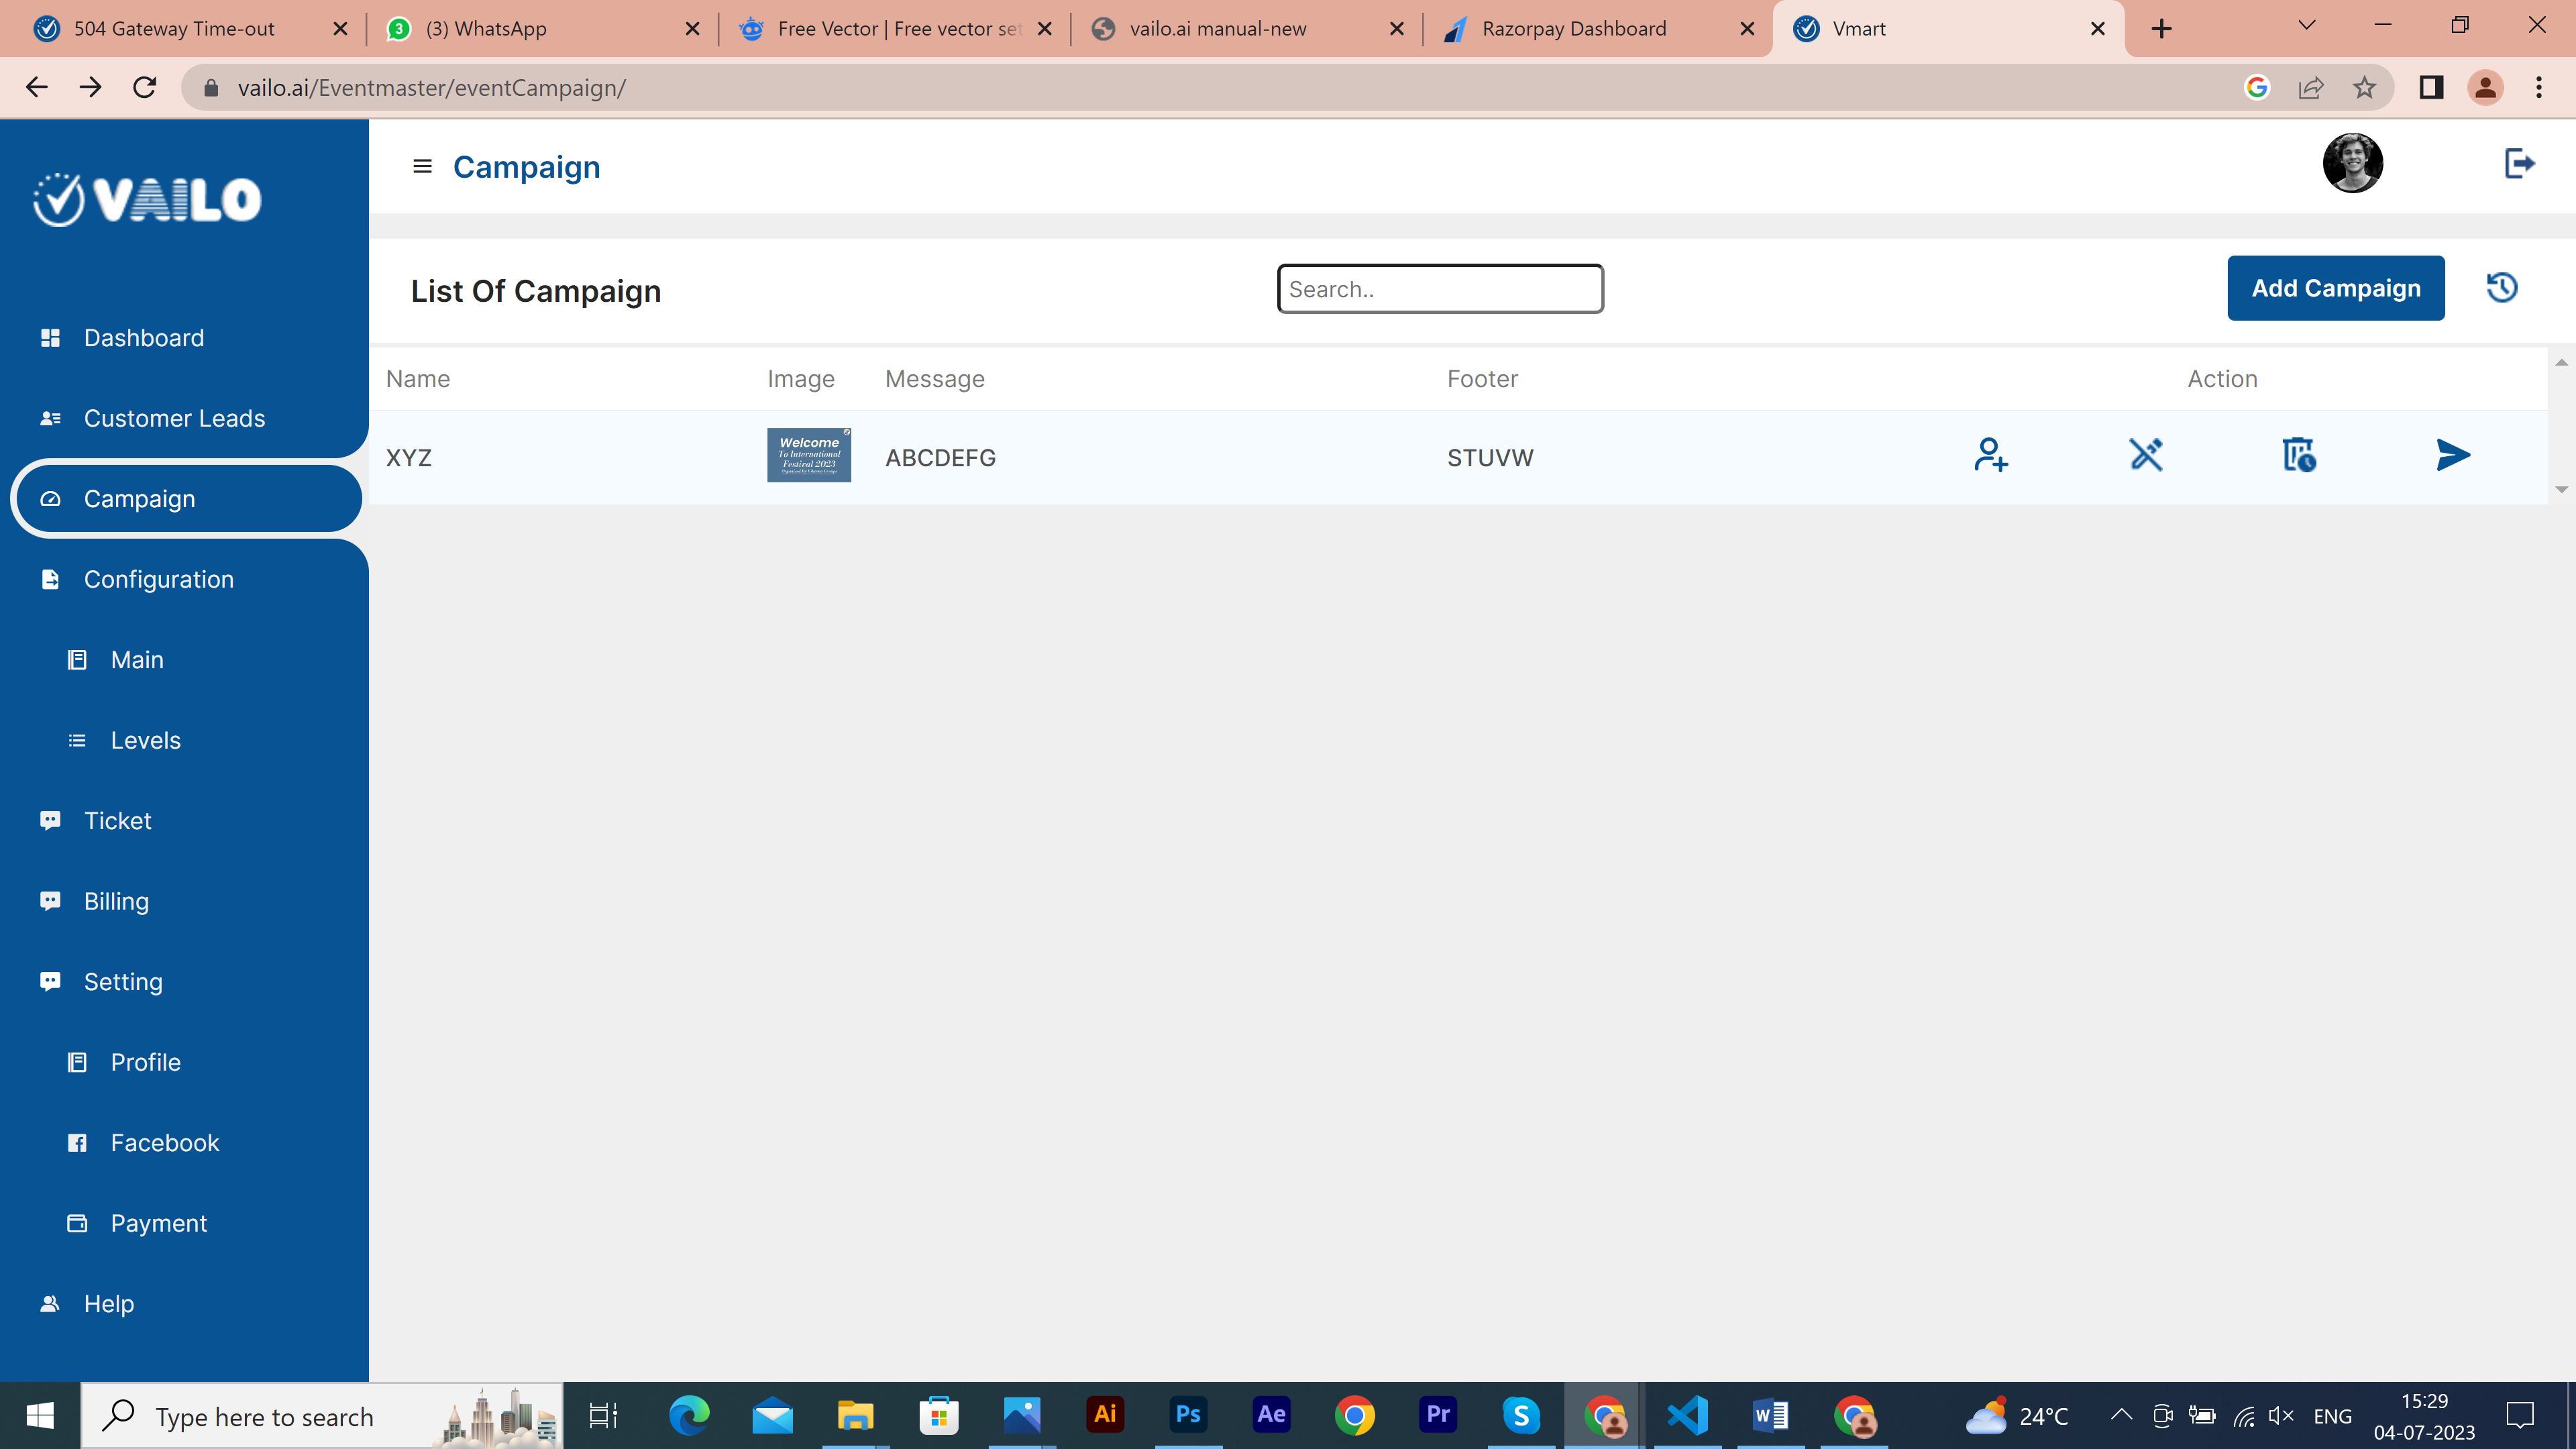 504 Gateway Time-out
3
(3) WhatsApp
Free Vector | Free vector set
vailo.ai manual-new
Razorpay Dashboard
Vmart
vailo.ai/Eventmaster/eventCampaign/
VAILO
Campaign
List Of Campaign
Search..
Add Campaign
Dashboard
Customer Leads
Campaign
Configuration
Main
Levels
Ticket
Billing
Setting
Profile
Facebook
Payment
Help
Name Image Message Footer Action
XYZ
Welcome
To International
Festival 2023
ABCDEFG
STUVW
Type here to search
Ai
Ps
Ae
Pr
S
W
24°C
ENG
15:29
04-07-2023